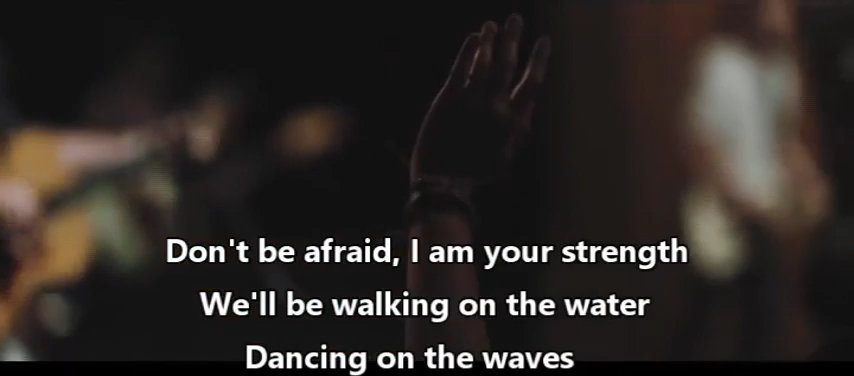 Don't be afraid, I am your strength
We'll be walking on the water
Dancing on the waves